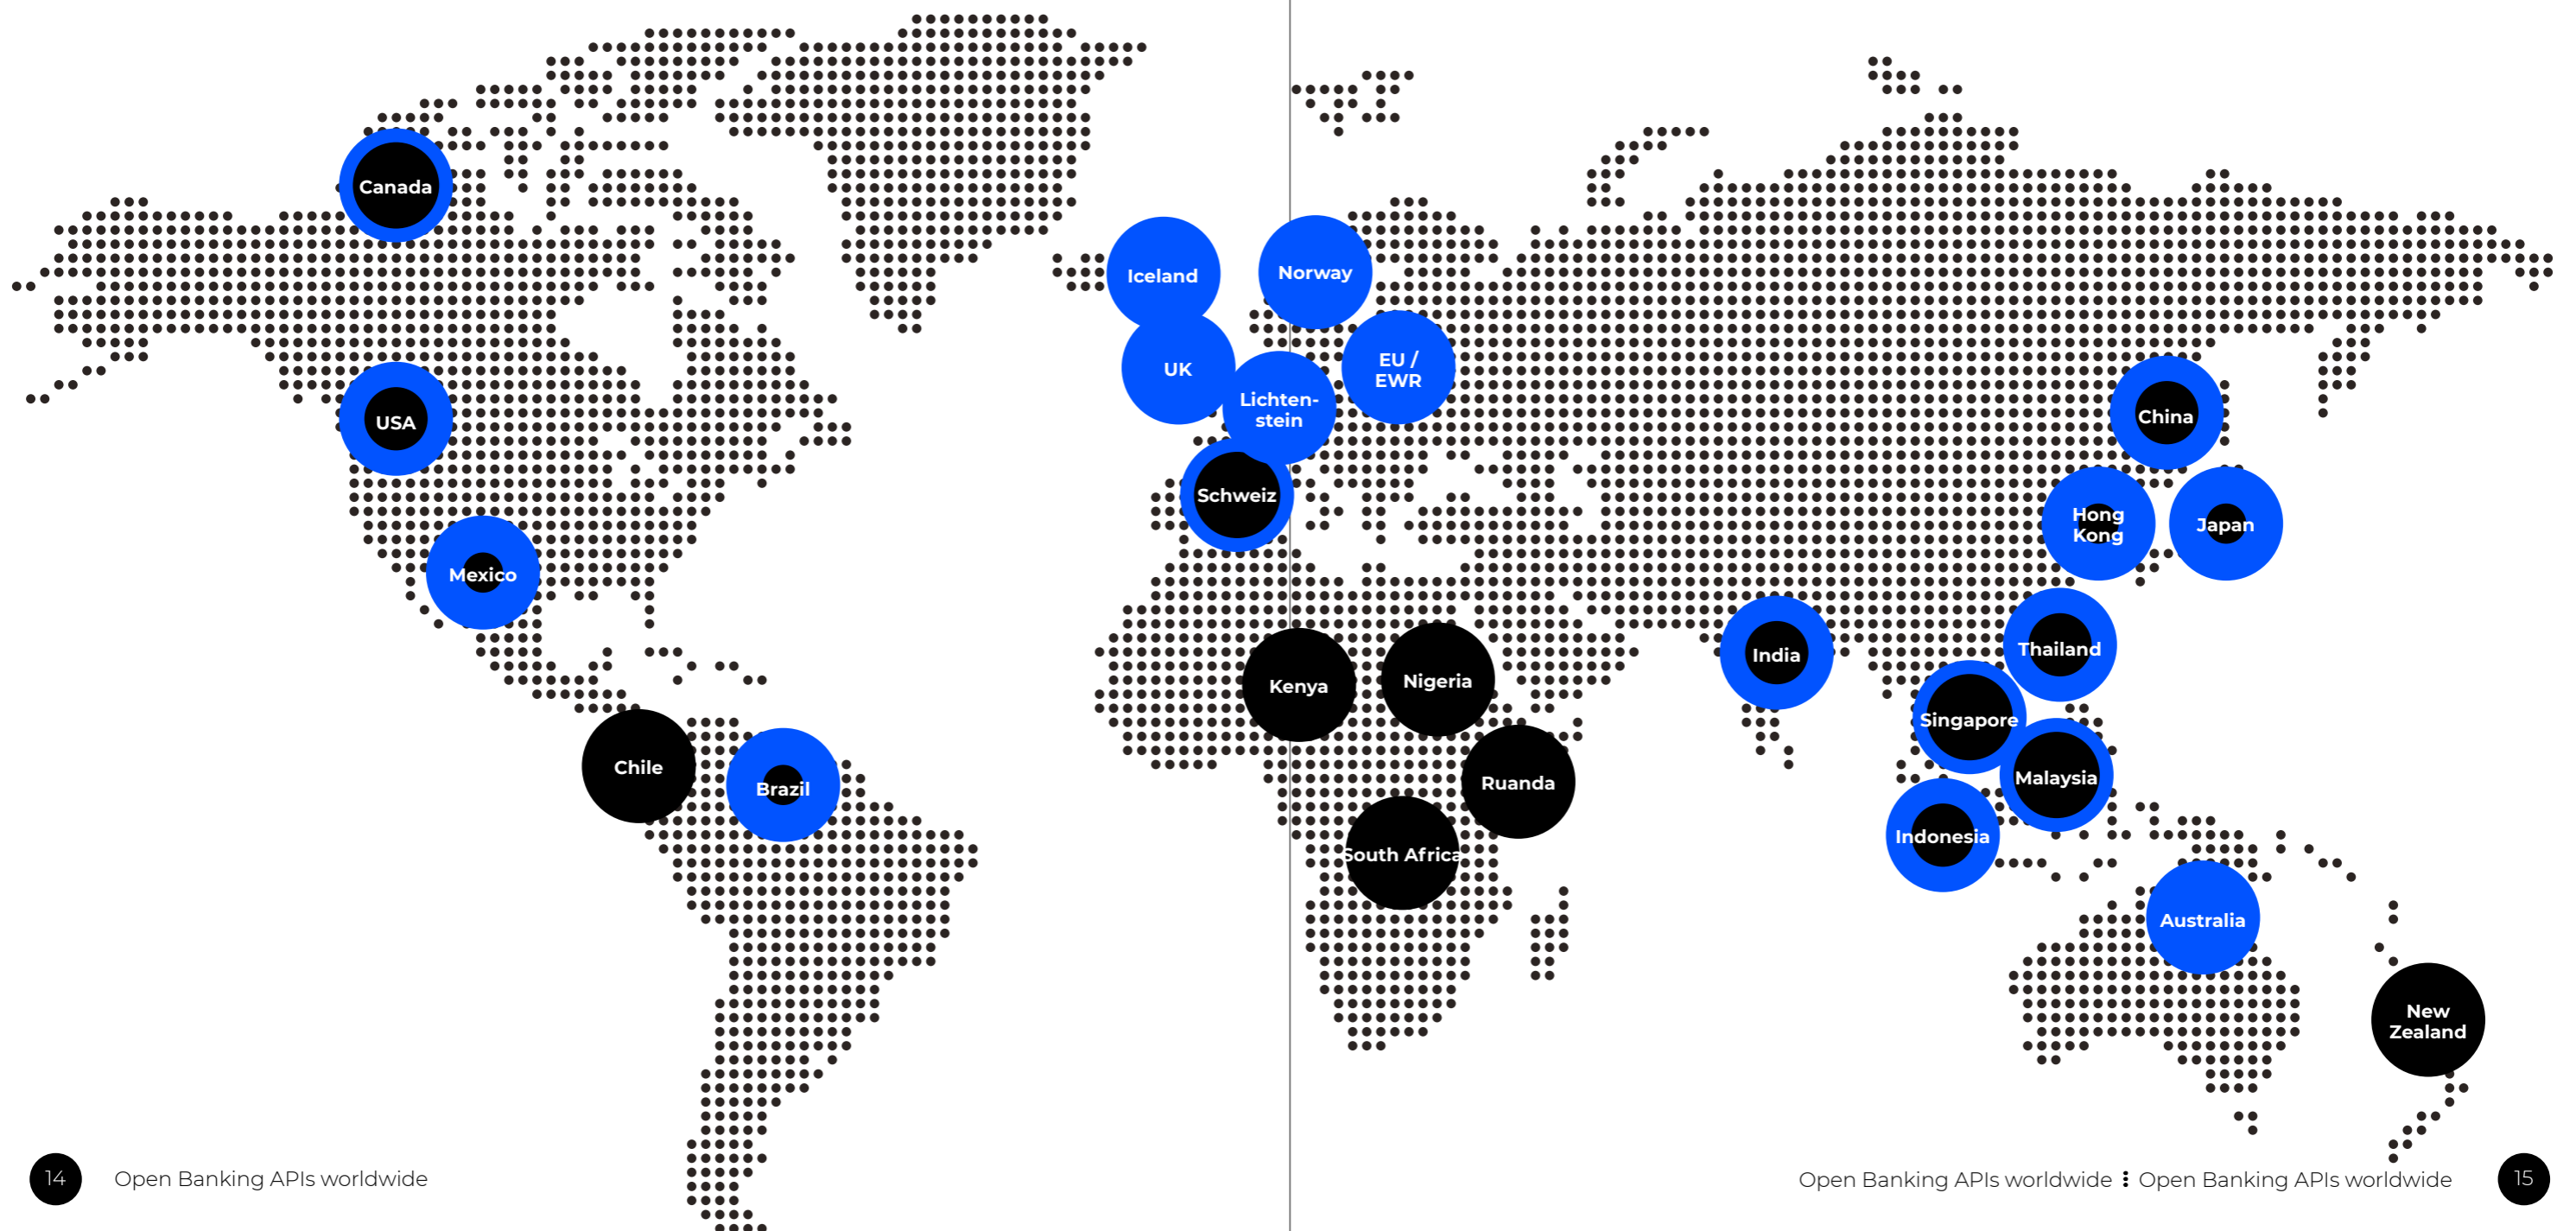 Canada
Iceland
Norway
UK
EU /
EWR
Lichten-
stein
USA
China
Schweiz
Hong
Kong
Japan
Mexico
India
Thailand
Kenya
Nigeria
Singapore
Chile
Brazil
Ruanda
Malaysia
Indonesia
South Africa
Australia
New
Zealand
14
Open Banking APIs worldwide
Open Banking APIs worldwide ⋮ Open Banking APIs worldwide
15